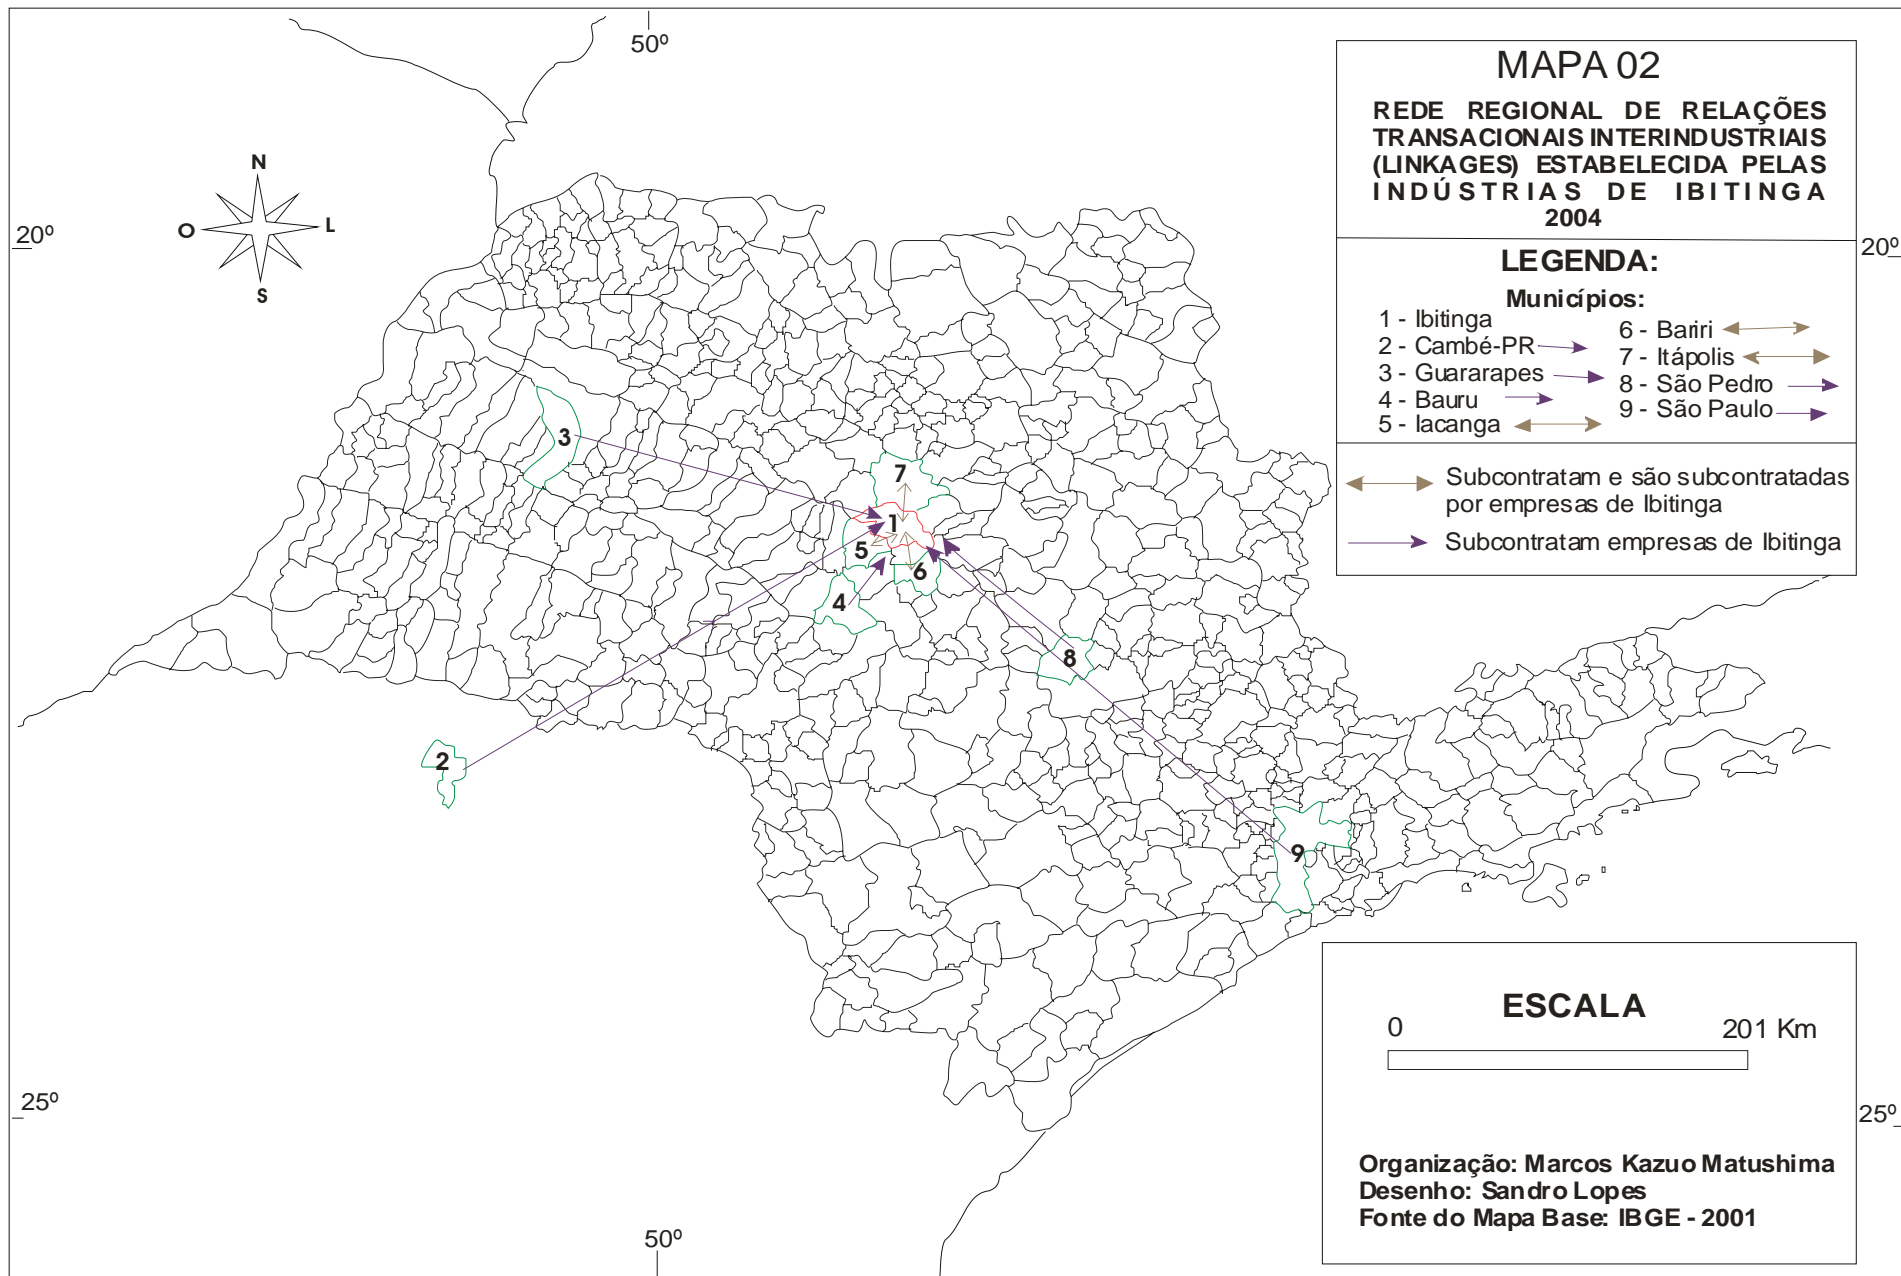 50º
MAPA 02
REDE REGIONAL DE RELAÇÕES
TRANSACIONAIS INTERINDUSTRIAIS
(LINKAGES) ESTABELECIDA PELAS
INDÚSTRIAS DE IBITINGA
2004
N
O
L
S
20º
20º
LEGENDA:
Municípios:
1 - Ibitinga
2 - Cambé-PR
3 - Guararapes
4 - Bauru
5 - Iacanga
6 - Bariri
7 - Itápolis
8 - São Pedro
9 - São Paulo
Subcontratam e são subcontratadas
por empresas de Ibitinga
Subcontratam empresas de Ibitinga
3
7
1
5
6
4
8
2
9
ESCALA
0
201 Km
25º
25º
Organização: Marcos Kazuo Matushima
Desenho: Sandro Lopes
Fonte do Mapa Base: IBGE - 2001
50º